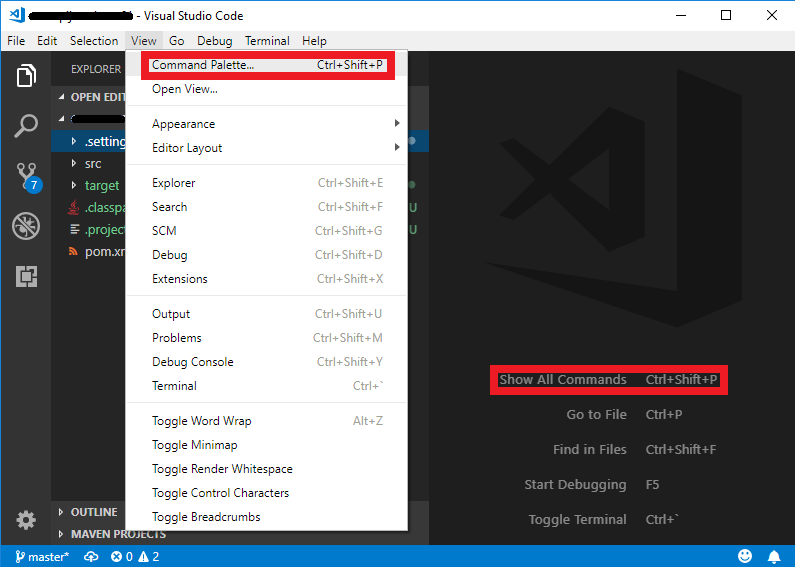 - Visual Studio Code
File Edit Selection View Go Debug Terminal Help
EXPLORER
OPEN EDIT
.setting
src
target
.classpa
.project
pom.xm
U
U
7
Command Palette... Ctrl+Shift+P
Open View...
Appearance
Editor Layout
Explorer Ctrl+Shift+E
Search Ctrl+Shift+F
SCM Ctrl+Shift+G
Debug Ctrl+Shift+D
Extensions Ctrl+Shift+X
Output Ctrl+Shift+U
Problems Ctrl+Shift+M
Debug Console Ctrl+Shift+Y
Terminal Ctrl+`
Toggle Word Wrap Alt+Z
Toggle Minimap
Toggle Render Whitespace
Toggle Control Characters
Toggle Breadcrumbs
OUTLINE
MAVEN PROJECTS
Show All Commands Ctrl+Shift+P
Go to File Ctrl+P
Find in Files Ctrl+Shift+F
Start Debugging F5
Toggle Terminal Ctrl+`
master* 0 2